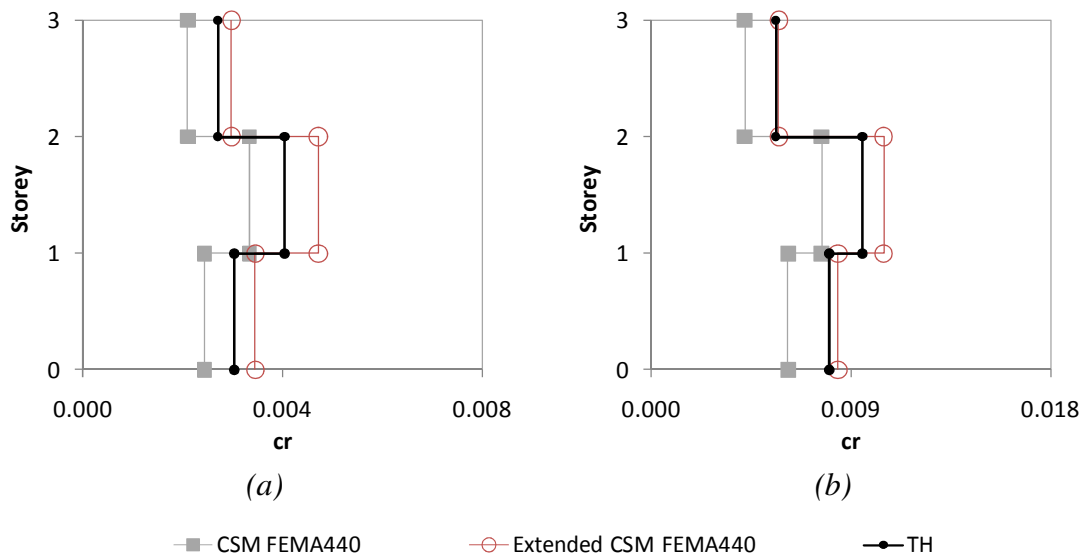 3
2
1
0
Storey
0.000
0.004
0.008
cr
(a)
3
2
1
0
Storey
0.000
0.009
0.018
cr
(b)
CSM FEMA440
Extended CSM FEMA440
TH